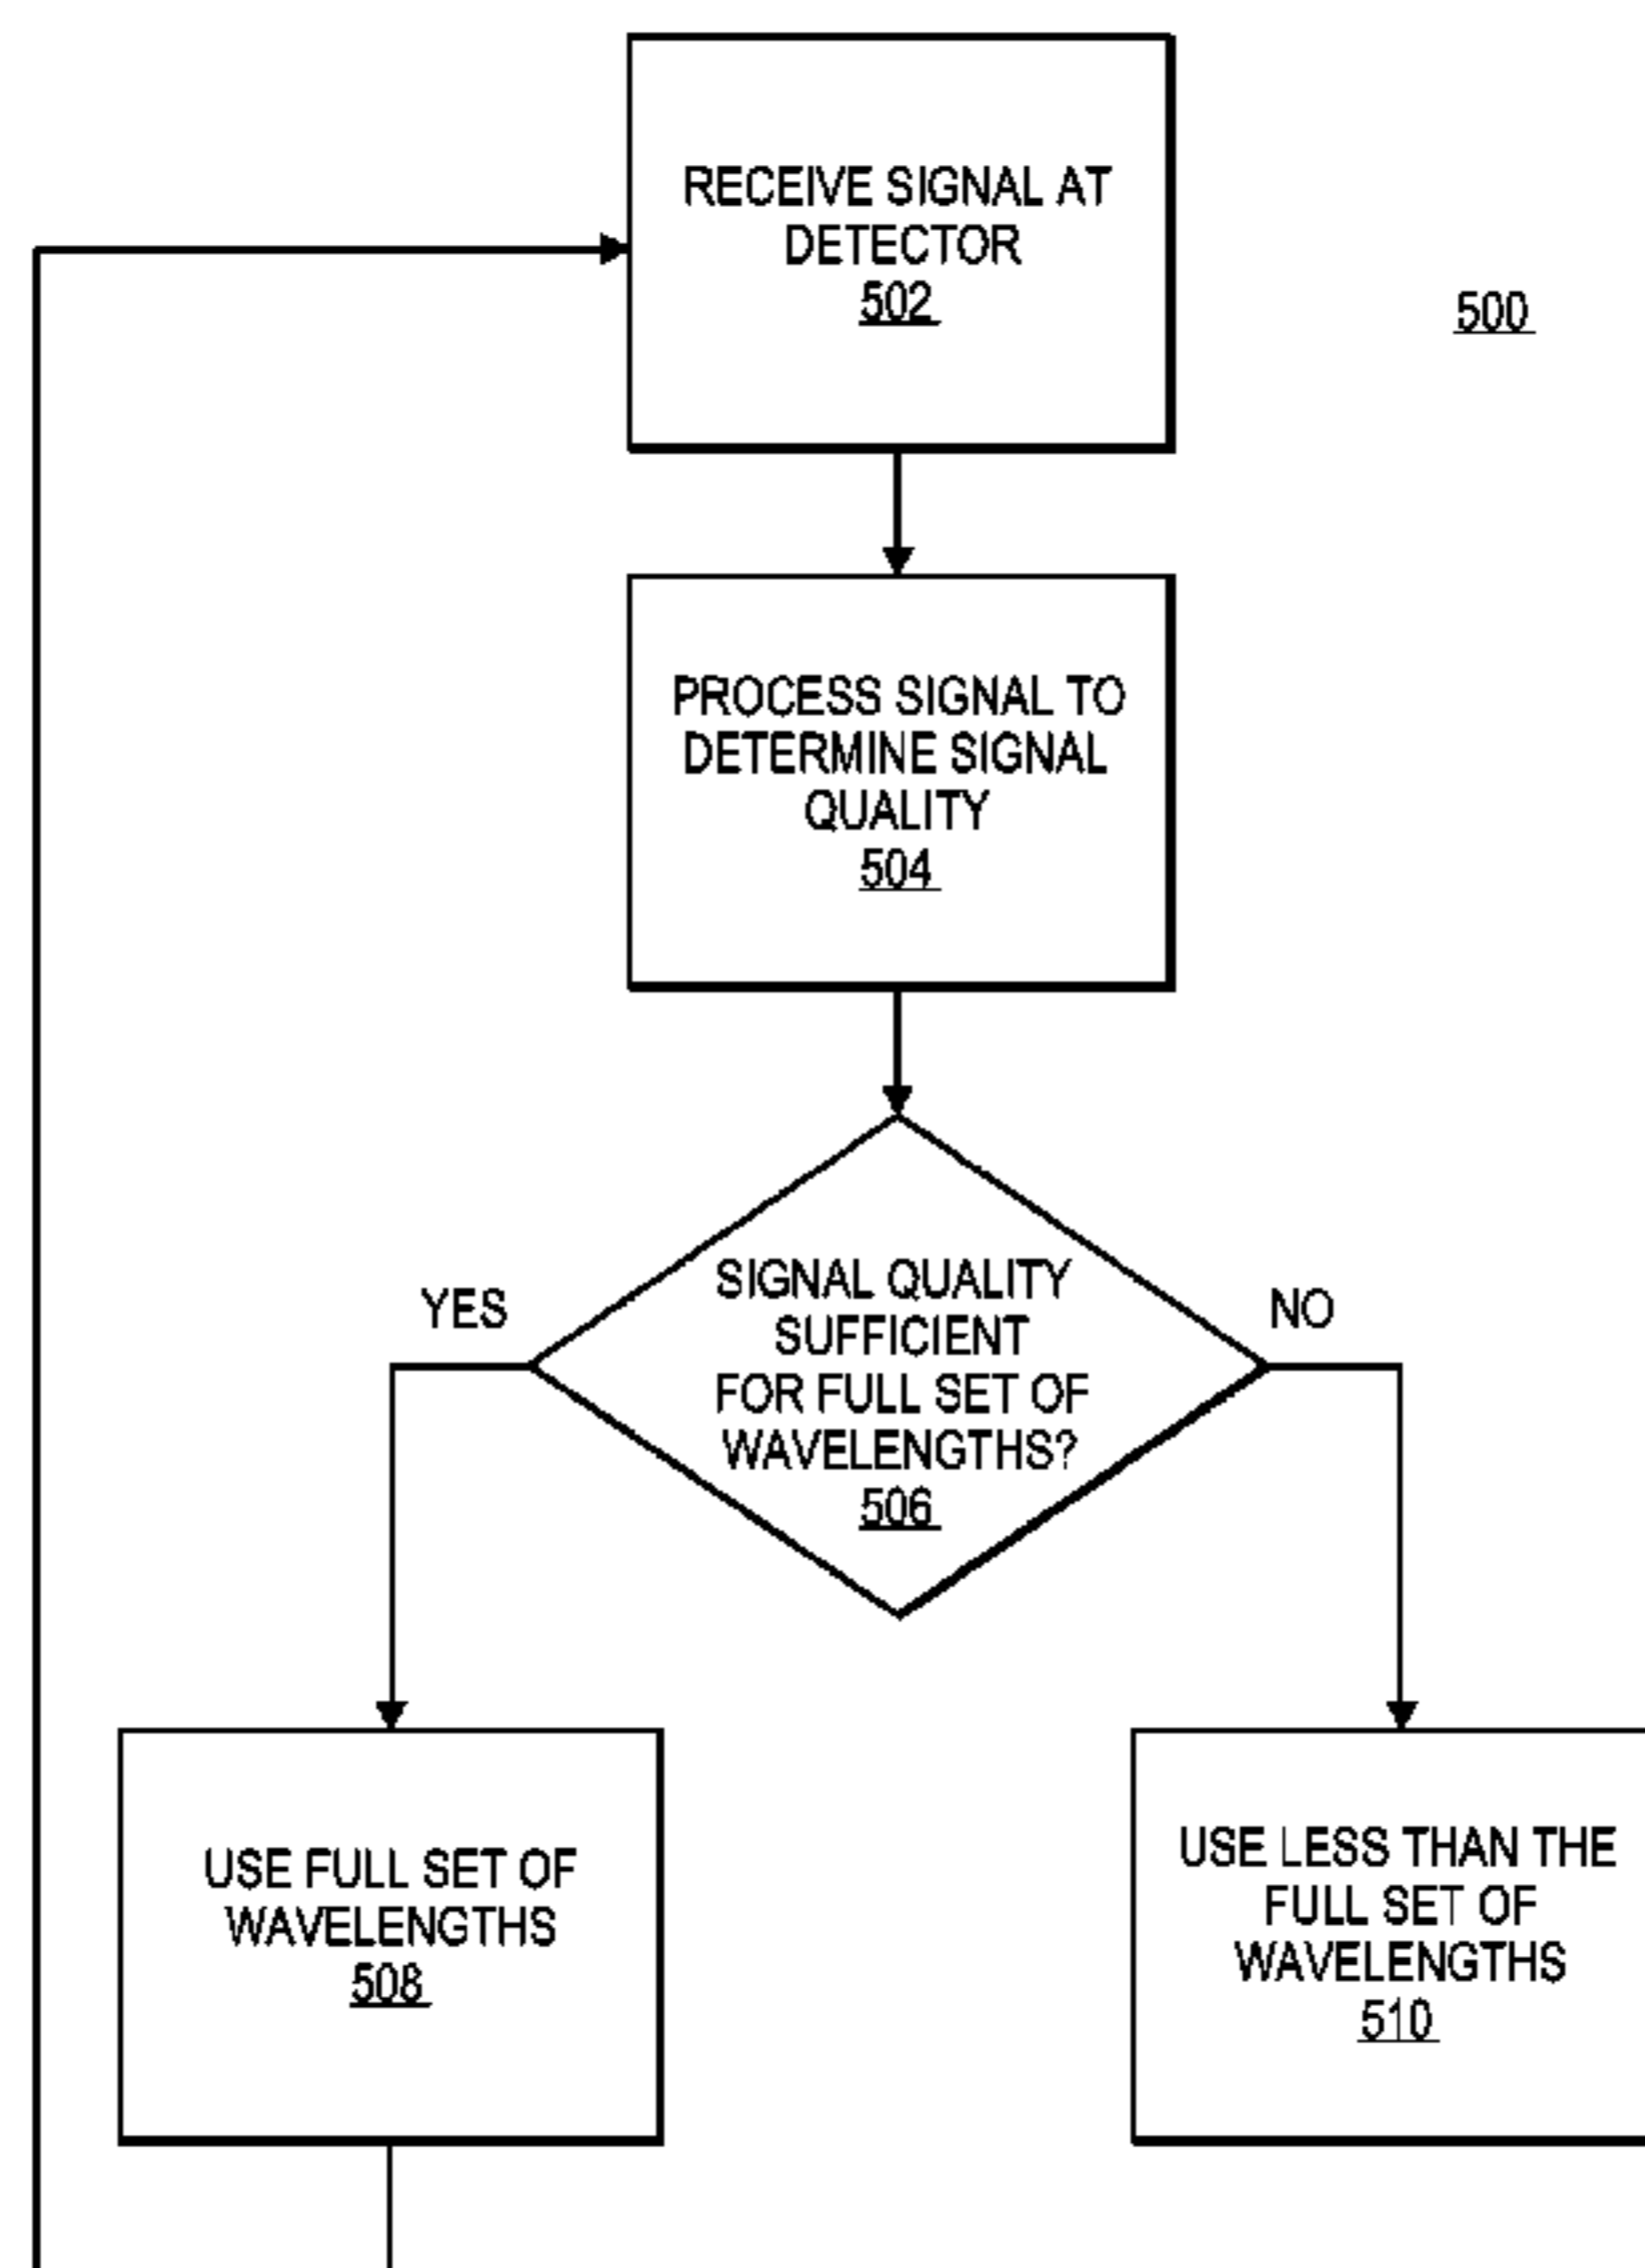 RECEIVE SIGNAL AT
DETECTOR
502
500
PROCESS SIGNAL TO
DETERMINE SIGNAL
QUALITY
504
SIGNAL QUALITY
SUFFICIENT
FOR FULL SET OF
WAVELENGTHS?
506
YES
NO
USE FULL SET OF
WAVELENGTHS
508
USE LESS THAN THE
FULL SET OF
WAVELENGTHS
510